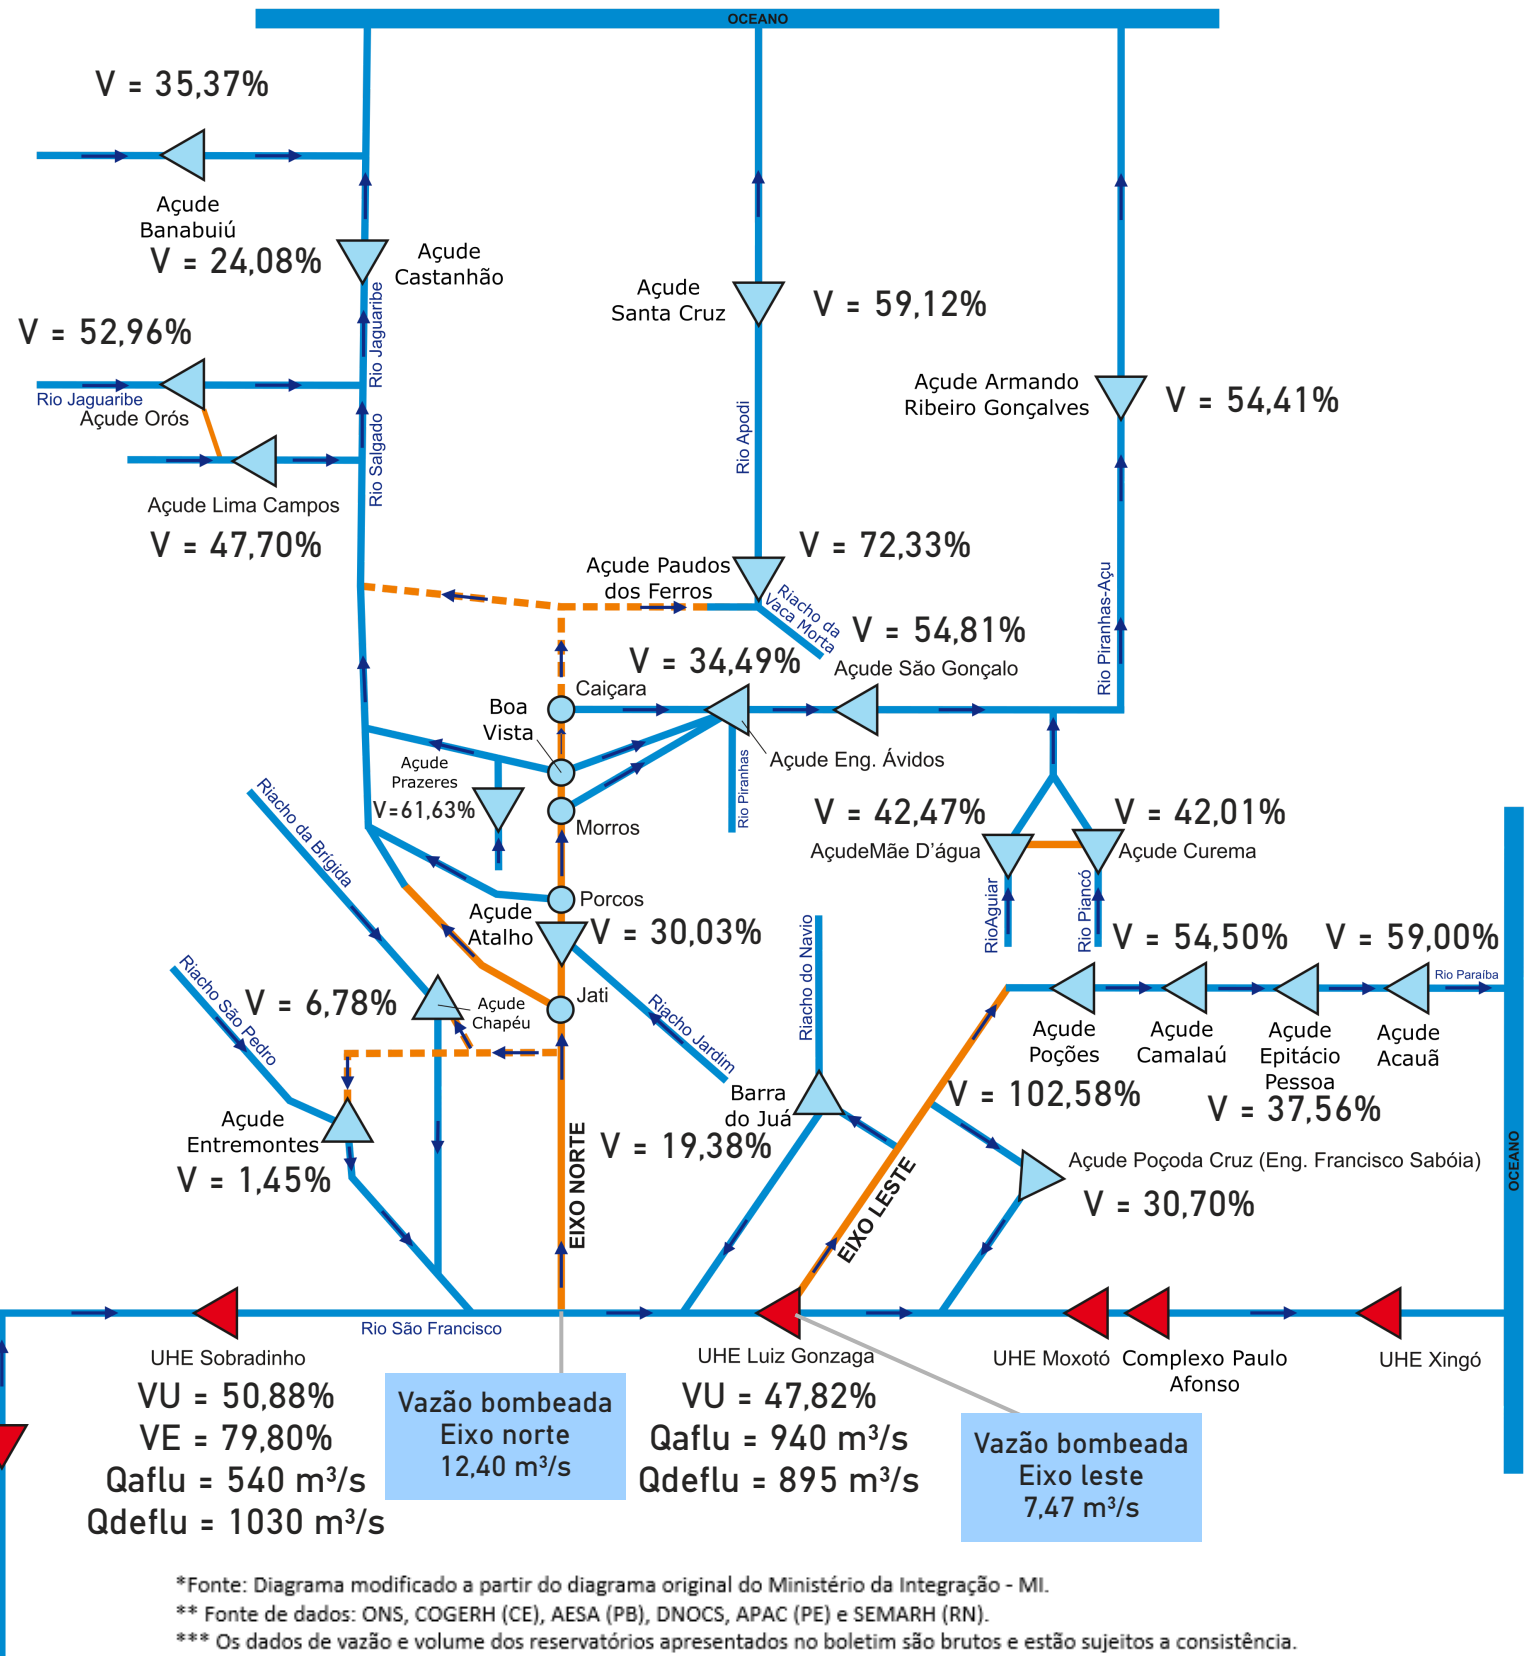 OCEANO
V = 35,37%
Açude
Banabuiú
V = 24,08%
Açude
Castanhão
Rio Jaguaribe
Açude
Santa Cruz
V = 59,12%
V = 52,96%
Rio Jaguaribe
Açude Orós
Açude Armando
Ribeiro Gonçalves
V = 54,41%
Rio Apodi
Rio Salgado
Açude Lima Campos
V = 47,70%
V = 72,33%
Açude Paudos
dos Ferros
Riacho da
Vaca Morta
Rio Piranhas-Açu
V = 54,81%
Açude São Gonçalo
V = 34,49%
Caiçara
Boa
Vista
Açude Eng. Ávidos
Rio Piranhas
Açude
Prazeres
V=61,63%
Morros
Riacho da Brígida
V = 42,47%
AçudeMãe D'água
V = 42,01%
Açude Curema
RioAguiar
Rio Piancó
Porcos
Açude
Atalho
V = 30,03%
Riacho do Navio
V = 54,50%
V = 59,00%
Rio Paraíba
Riacho São Pedro
V = 6,78%
Açude
Chapéu
Jati
Riacho Jardim
Açude
Poções
Açude
Camalaú
Açude
Epitácio
Pessoa
Açude
Acauã
V = 102,58%
V = 37,56%
Barra
do Juá
V = 19,38%
Açude
Entremontes
V = 1,45%
EIXO NORTE
EIXO LESTE
Açude Poçoda Cruz (Eng. Francisco Sabóia)
V = 30,70%
OCEANO
Rio São Francisco
UHE Sobradinho
VU = 50,88%
VE = 79,80%
Qaflu = 540 m³/s
Qdeflu = 1030 m³/s
Vazão bombeada
Eixo norte
12,40 m³/s
UHE Luiz Gonzaga
VU = 47,82%
Qaflu = 940 m³/s
Qdeflu = 895 m³/s
Vazão bombeada
Eixo leste
7,47 m³/s
UHE Moxotó
Complexo Paulo
Afonso
UHE Xingó
*Fonte: Diagrama modificado a partir do diagrama original do Ministério da Integração - MI.
** Fonte de dados: ONS, COGERH (CE), AESA (PB), DNOCS, APAC (PE) e SEMARH (RN).
*** Os dados de vazão e volume dos reservatórios apresentados no boletim são brutos e estão sujeitos a consistência.